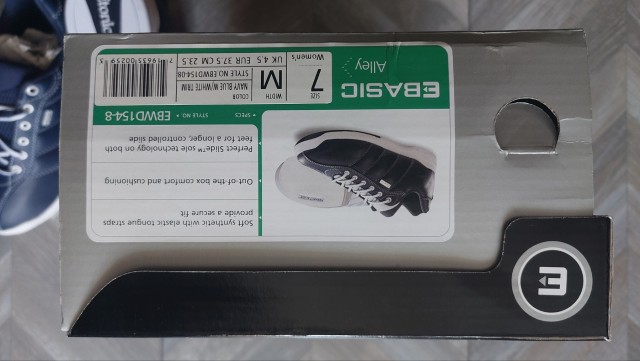 EBASIC
Alley
SIZE
7
Women's
WIDTH
M
COLOR
NAVY BLUE W/WHITE TRIM
STYLE NO EBWD154-08
UK 4.5 EUR 37.5 CM 23.5
• SPECS
STYLE NO. • EBWD154-8
• Perfect Slide™ sole technology on both
feet for a longer, controlled slide
• Out-of-the box comfort and cushioning
• Soft synthetic with elastic tongue straps
provide a secure fit